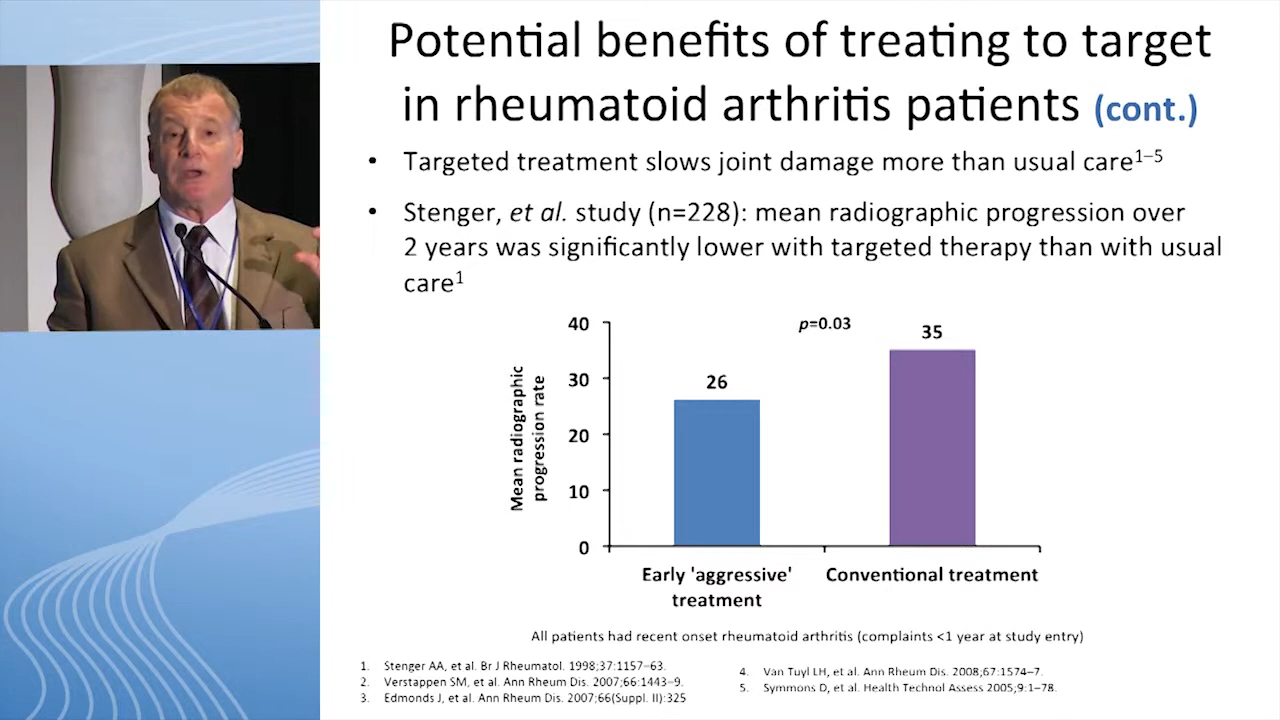 Potential benefits of treating to target
in rheumatoid arthritis patients (cont.)
• Targeted treatment slows joint damage more than usual care1–5
• Stenger, et al. study (n=228): mean radiographic progression over
2 years was significantly lower with targeted therapy than with usual
care1
Mean radiographic
progression rate
40
30
20
10
0
p=0.03
26
35
Early 'aggressive'
treatment
Conventional treatment
All patients had recent onset rheumatoid arthritis (complaints <1 year at study entry)
1. Stenger AA, et al. Br J Rheumatol. 1998;37:1157–63.
2. Verstappen SM, et al. Ann Rheum Dis. 2007;66:1443–9.
3. Edmonds J, et al. Ann Rheum Dis. 2007;66(Suppl. II):325
4. Van Tuyl LH, et al. Ann Rheum Dis. 2008;67:1574–7.
5. Symmons D, et al. Health Technol Assess 2005;9:1–78.